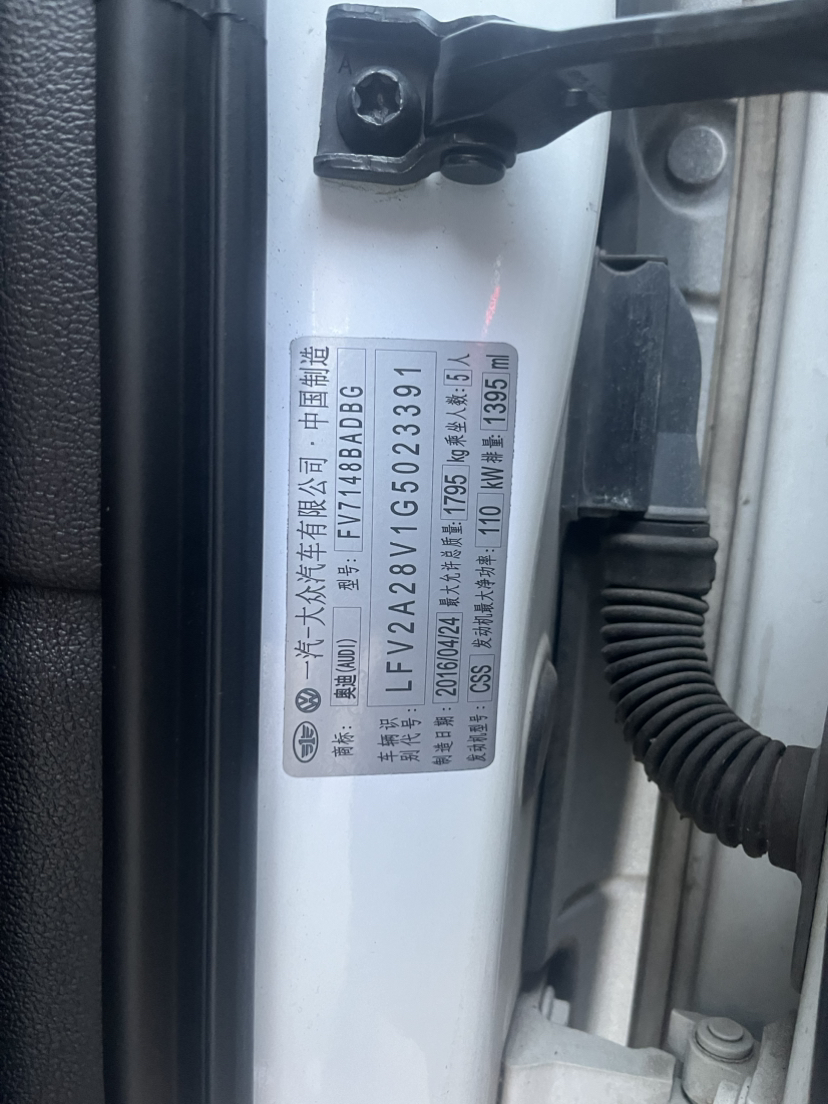 一汽-大众汽车有限公司·中国制造
商标: 奥迪(AUDI) 型号: FV7148BADBG
车辆识别代号: LFV2A28V1G5023391
制造日期: 2016/04/24 最大允许总质量: 1795 kg 乘坐人数: 5 人
发动机型号: CSS 发动机最大净功率: 110 kW 排量: 1395 ml
A